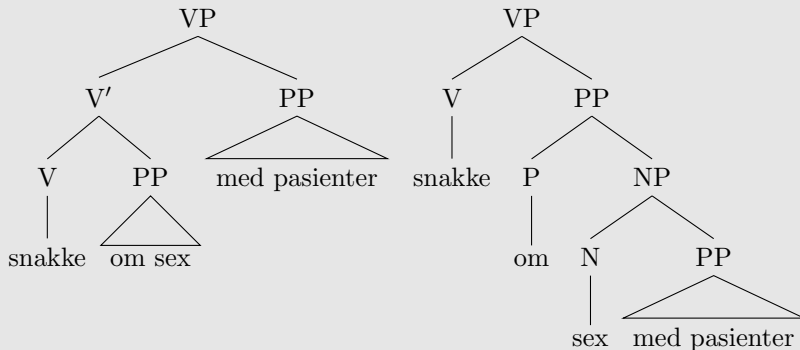 VP VP
V′ PP V PP
V PP med pasienter snakke P NP
snakke om sex om N PP
sex med pasienter